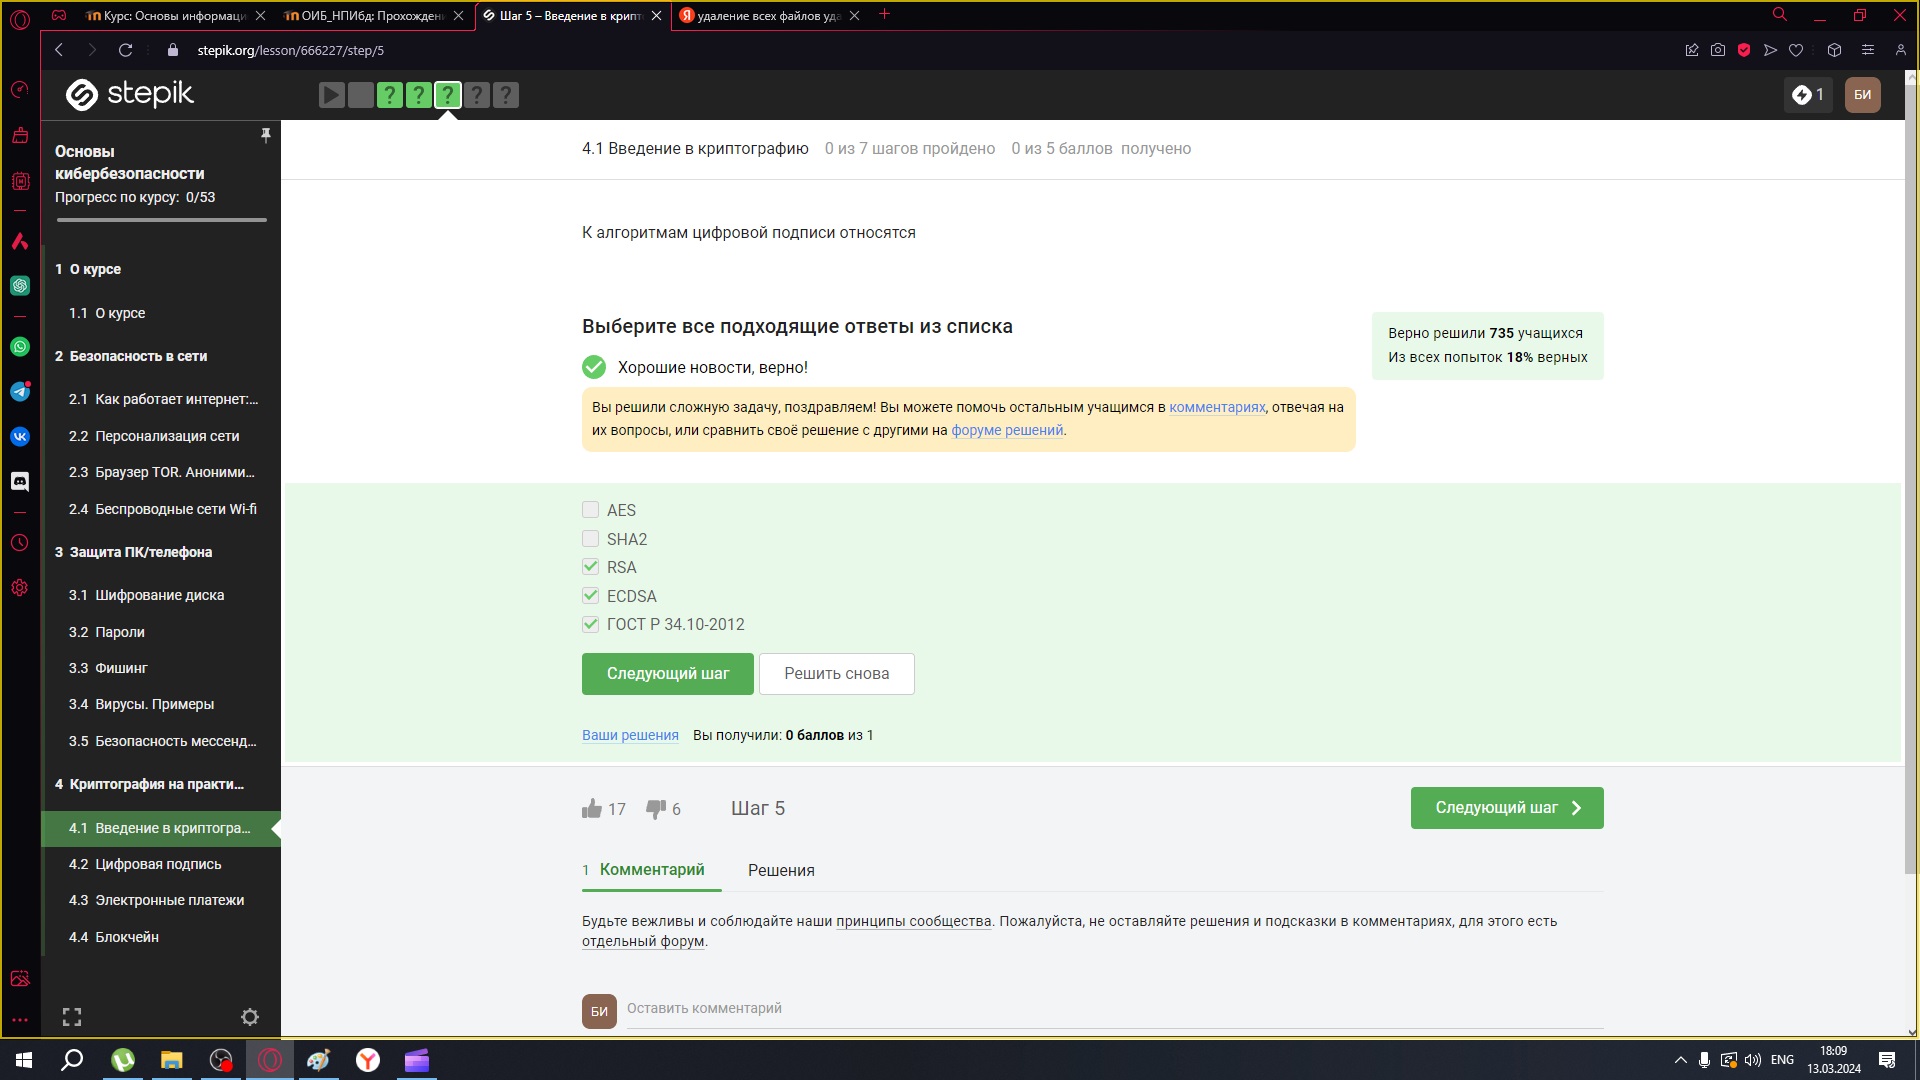 Курс: Основы информаци
ОИБ_НПИбд: Прохожден
Шаг 5 – Введение в крипт
удаление всех файлов уда
stepik.org/lesson/666227/step/5
stepik
1
БИ
Основы
кибербезопасности
Прогресс по курсу: 0/53
1 О курсе
1.1 О курсе
2 Безопасность в сети
2.1 Как работает интернет:...
2.2 Персонализация сети
2.3 Браузер TOR. Аноними...
2.4 Беспроводные сети Wi-fi
3 Защита ПК/телефона
3.1 Шифрование диска
3.2 Пароли
3.3 Фишинг
3.4 Вирусы. Примеры
3.5 Безопасность мессенд...
4 Криптография на практи...
4.1 Введение в криптогра...
4.2 Цифровая подпись
4.3 Электронные платежи
4.4 Блокчейн
4.1 Введение в криптографию 0 из 7 шагов пройдено 0 из 5 баллов получено
К алгоритмам цифровой подписи относятся
Выберите все подходящие ответы из списка
Хорошие новости, верно!
Верно решили 735 учащихся
Из всех попыток 18% верных
Вы решили сложную задачу, поздравляем! Вы можете помочь остальным учащимся в комментариях, отвечая на
их вопросы, или сравнить своё решение с другими на форуме решений.
AES
SHA2
RSA
ECDSA
ГОСТ Р 34.10-2012
Следующий шаг
Решить снова
Ваши решения Вы получили: 0 баллов из 1
17
6
Шаг 5
Следующий шаг
1 Комментарий
Решения
Будьте вежливы и соблюдайте наши принципы сообщества. Пожалуйста, не оставляйте решения и подсказки в комментариях, для этого есть
отдельный форум.
БИ
Оставить комментарий
ENG
18:09
13.03.2024